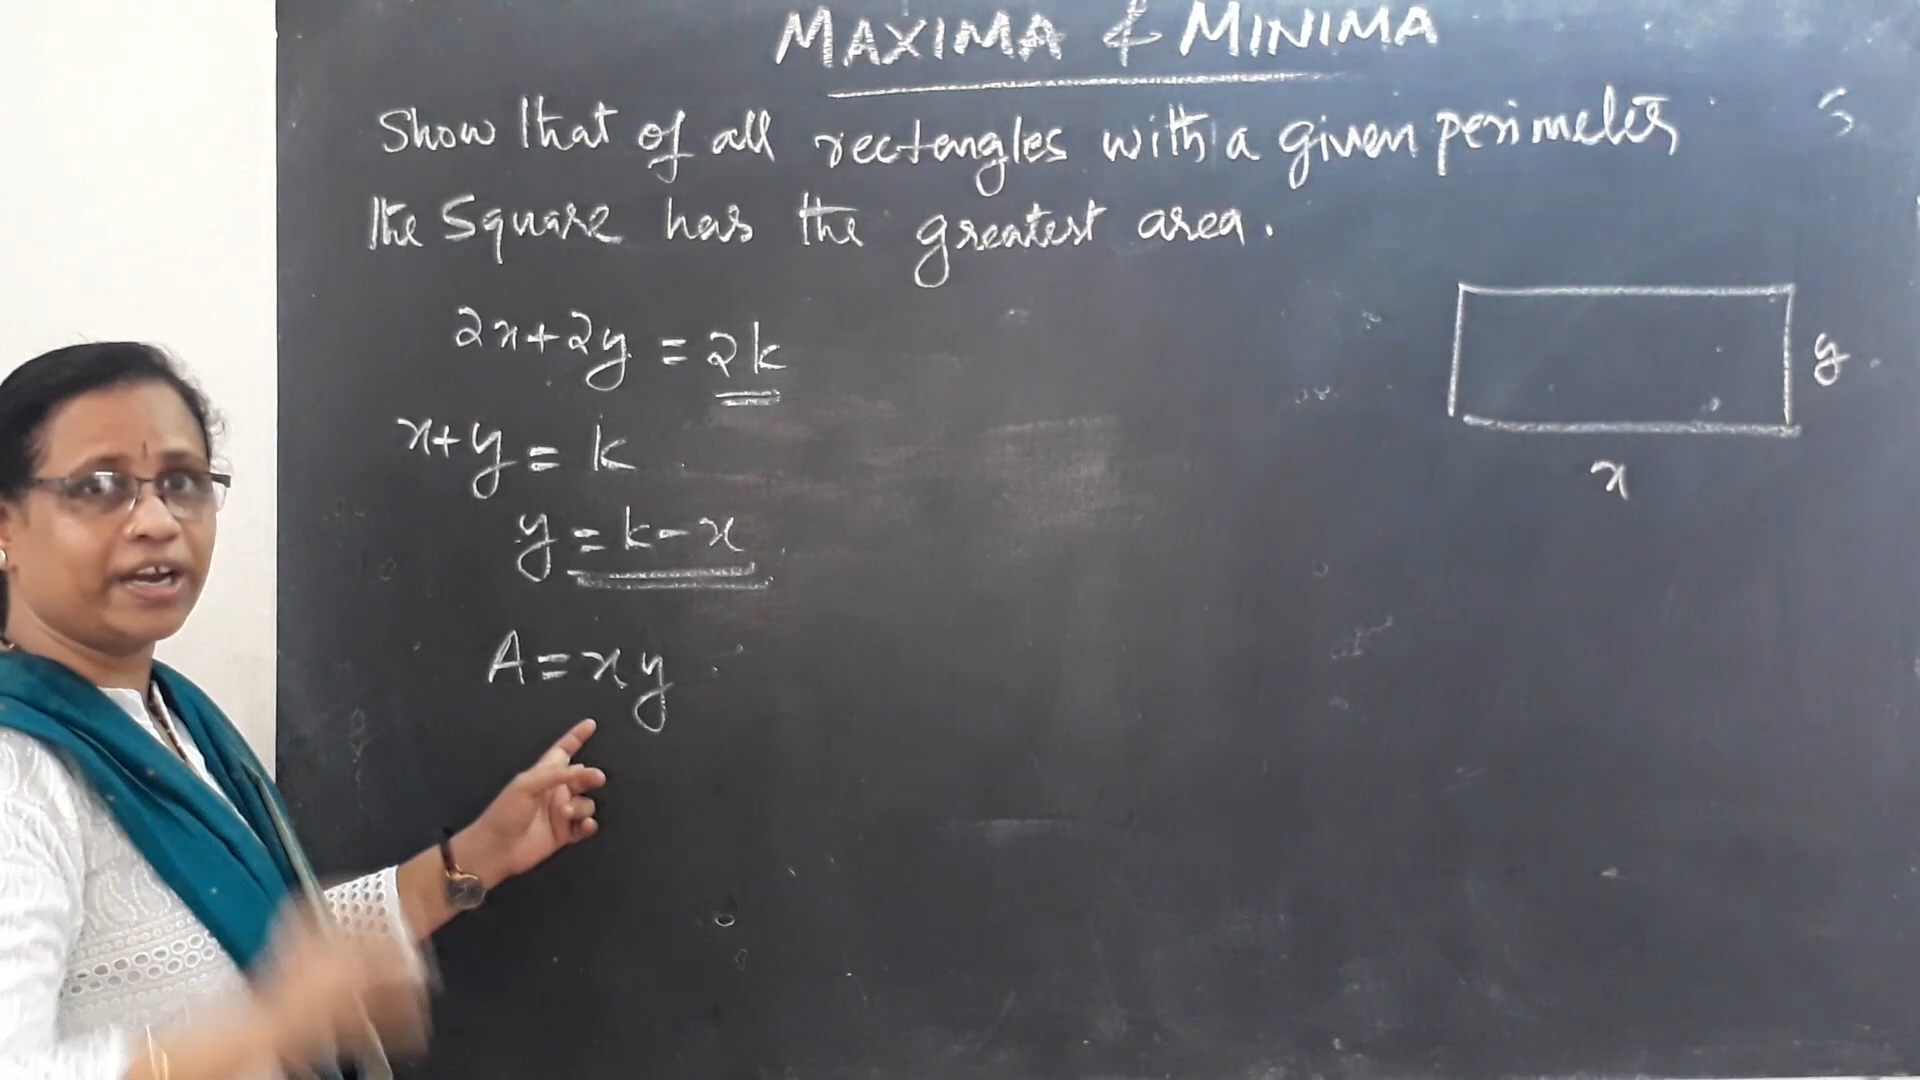 MAXIMA & MINIMA
Show that of all rectangles with a given perimeter
the Square has the greatest area.
2x+2y = 2k
x+y = k
y = k-x
A = xy
y
x